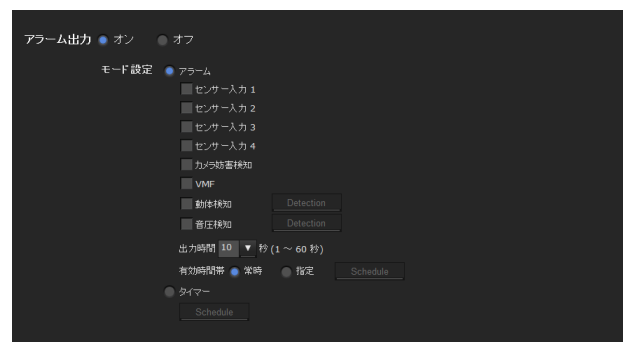 アラーム出力 オン オフ
モード設定 アラーム
センサー入力 1
センサー入力 2
センサー入力 3
センサー入力 4
カメラ妨害検知
VMF
動体検知 Detection
音圧検知 Detection
出力時間 10 秒 (1 ～ 60 秒)
有効時間帯 常時 指定 Schedule
タイマー
Schedule